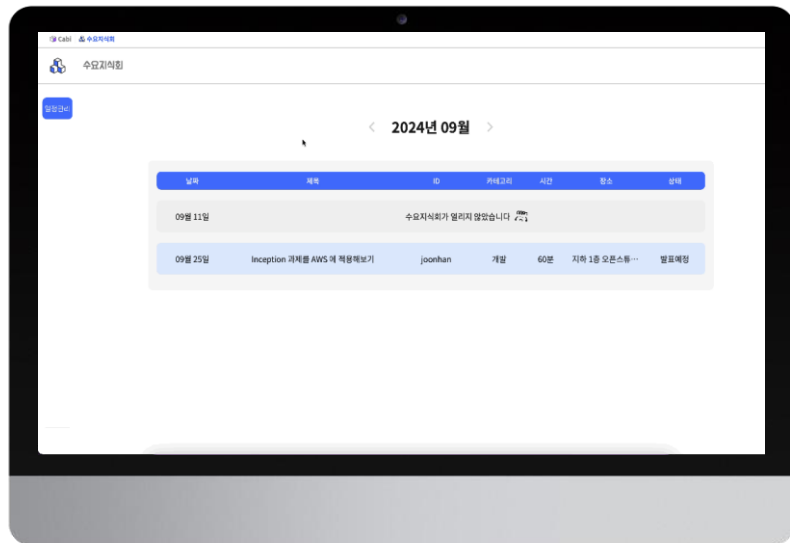 Cabi 수요지식회
수요지식회
일정관리
2024년 09월
날짜 제목 ID 카테고리 시간 장소 상태
09월 11일 수요지식회가 열리지 않았습니다
09월 25일 Inception 과제를 AWS 에 적용해보기 joonhan 개발 60분 지하 1층 오픈스튜… 발표예정